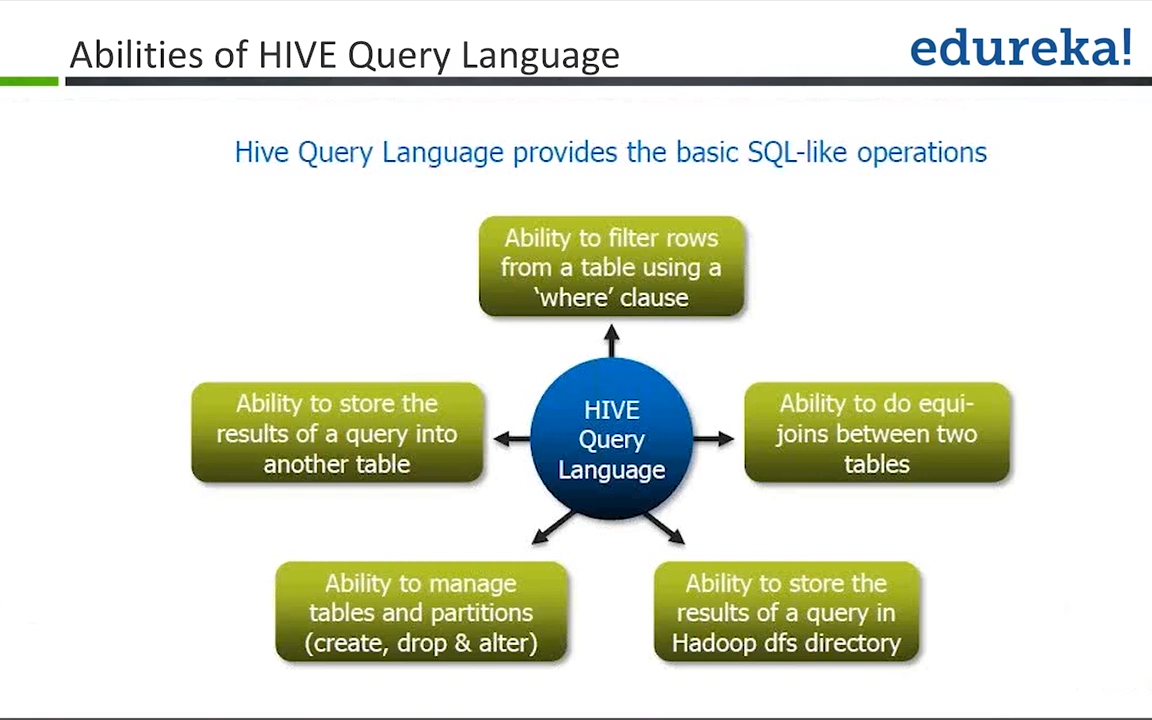 Abilities of HIVE Query Language
edureka!
Hive Query Language provides the basic SQL-like operations
Ability to filter rows
from a table using a
‘where’ clause
Ability to store the
results of a query into
another table
HIVE
Query
Language
Ability to do equi-
joins between two
tables
Ability to manage
tables and partitions
(create, drop & alter)
Ability to store the
results of a query in
Hadoop dfs directory